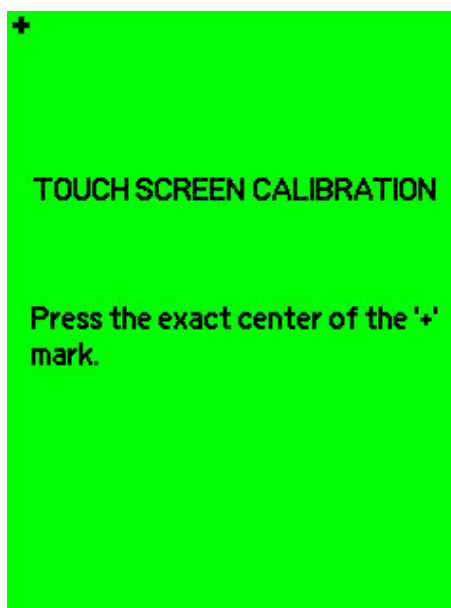 +
TOUCH SCREEN CALIBRATION
Press the exact center of the '+'
mark.